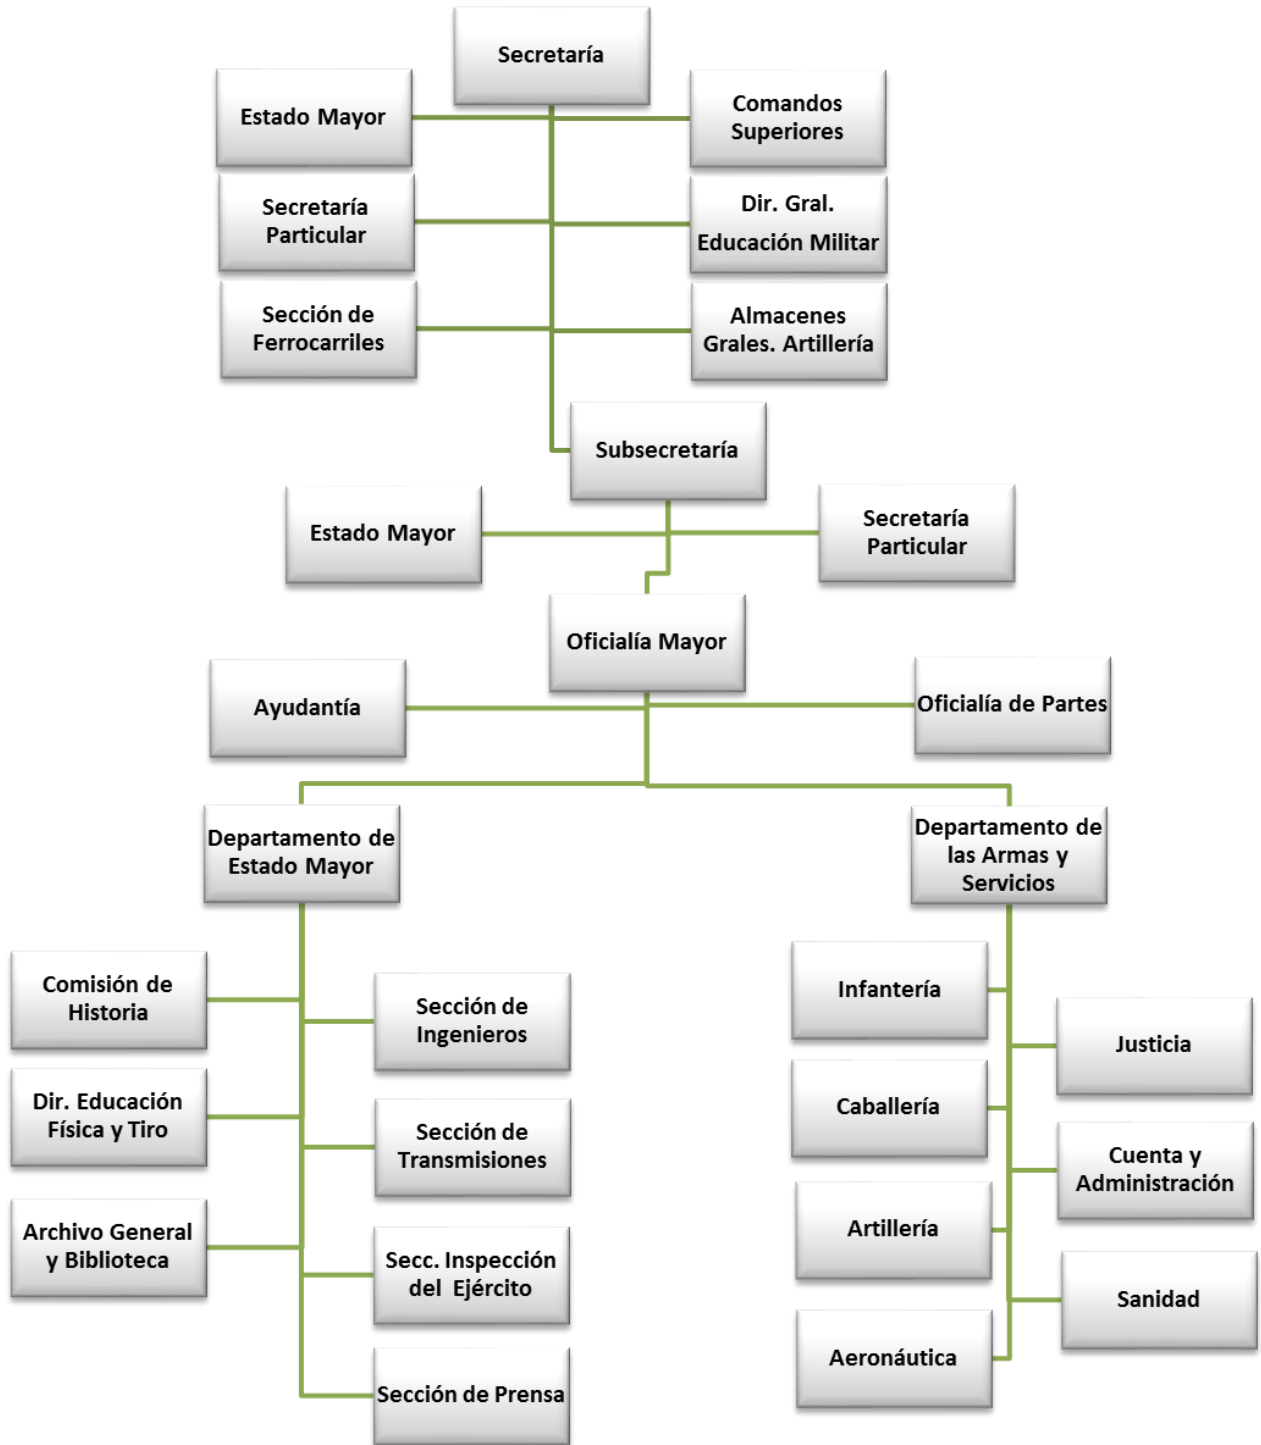 Secretaría
Estado Mayor
Comandos
Superiores
Secretaría
Particular
Dir. Gral.
Educación Militar
Sección de
Ferrocarriles
Almacenes
Grales. Artillería
Subsecretaría
Estado Mayor
Secretaría
Particular
Oficialía Mayor
Ayudantía
Oficialía de Partes
Departamento de
Estado Mayor
Departamento de
las Armas y
Servicios
Comisión de
Historia
Sección de
Ingenieros
Dir. Educación
Física y Tiro
Sección de
Transmisiones
Archivo General
y Biblioteca
Secc. Inspección
del Ejército
Sección de Prensa
Infantería
Justicia
Caballería
Cuenta y
Administración
Artillería
Sanidad
Aeronáutica